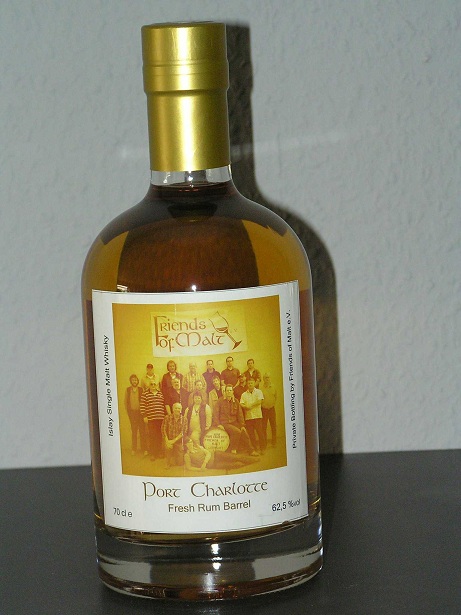 Friends
of Malt
Islay Single Malt Whisky
Private Bottling by Friends of Malt e.V.
Port Charlotte
Fresh Rum Barrel
70 cl e
62,5 %vol